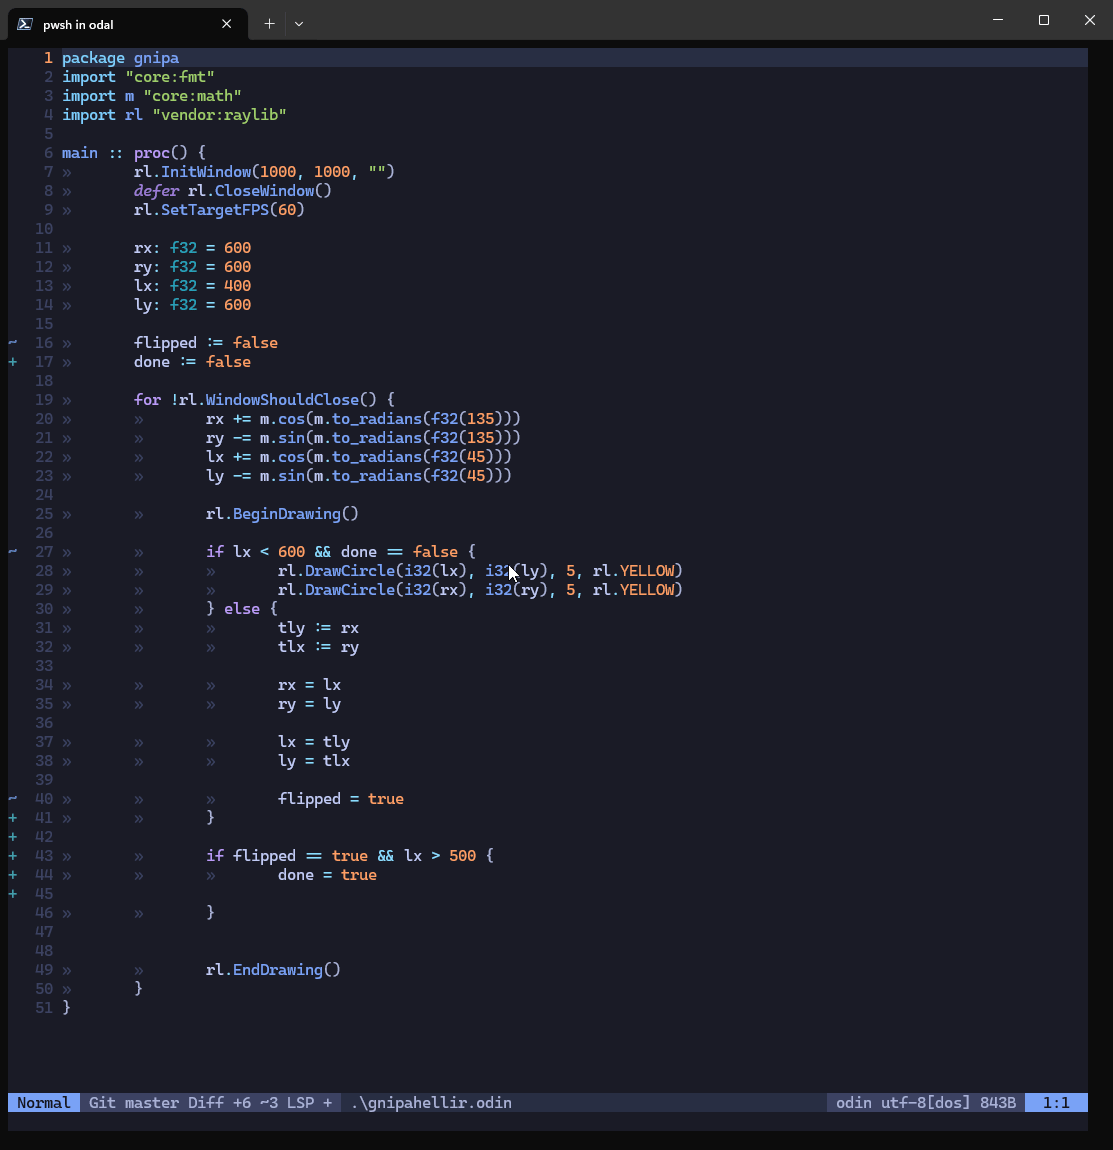 pwsh in odal
1 package gnipa
2 import "core:fmt"
3 import m "core:math"
4 import rl "vendor:raylib"
5
6 main :: proc() {
7 » rl.InitWindow(1000, 1000, "")
8 » defer rl.CloseWindow()
9 » rl.SetTargetFPS(60)
10
11 » rx: f32 = 600
12 » ry: f32 = 600
13 » lx: f32 = 400
14 » ly: f32 = 600
15
~ 16 » flipped := false
+ 17 » done := false
18
19 » for !rl.WindowShouldClose() {
20 » » rx += m.cos(m.to_radians(f32(135)))
21 » » ry -= m.sin(m.to_radians(f32(135)))
22 » » lx += m.cos(m.to_radians(f32(45)))
23 » » ly -= m.sin(m.to_radians(f32(45)))
24
25 » » rl.BeginDrawing()
26
~ 27 » » if lx < 600 && done == false {
28 » » » rl.DrawCircle(i32(lx), i32(ly), 5, rl.YELLOW)
29 » » » rl.DrawCircle(i32(rx), i32(ry), 5, rl.YELLOW)
30 » » } else {
31 » » » tly := rx
32 » » » tlx := ry
33
34 » » » rx = lx
35 » » » ry = ly
36
37 » » » lx = tly
38 » » » ly = tlx
39
~ 40 » » » flipped = true
+ 41 » » }
+ 42
+ 43 » » if flipped == true && lx > 500 {
+ 44 » » » done = true
+ 45
46 » » }
47
48
49 » » rl.EndDrawing()
50 » }
51 }
Normal Git master Diff +6 ~3 LSP + .\gnipahellir.odin odin utf-8[dos] 843B 1:1